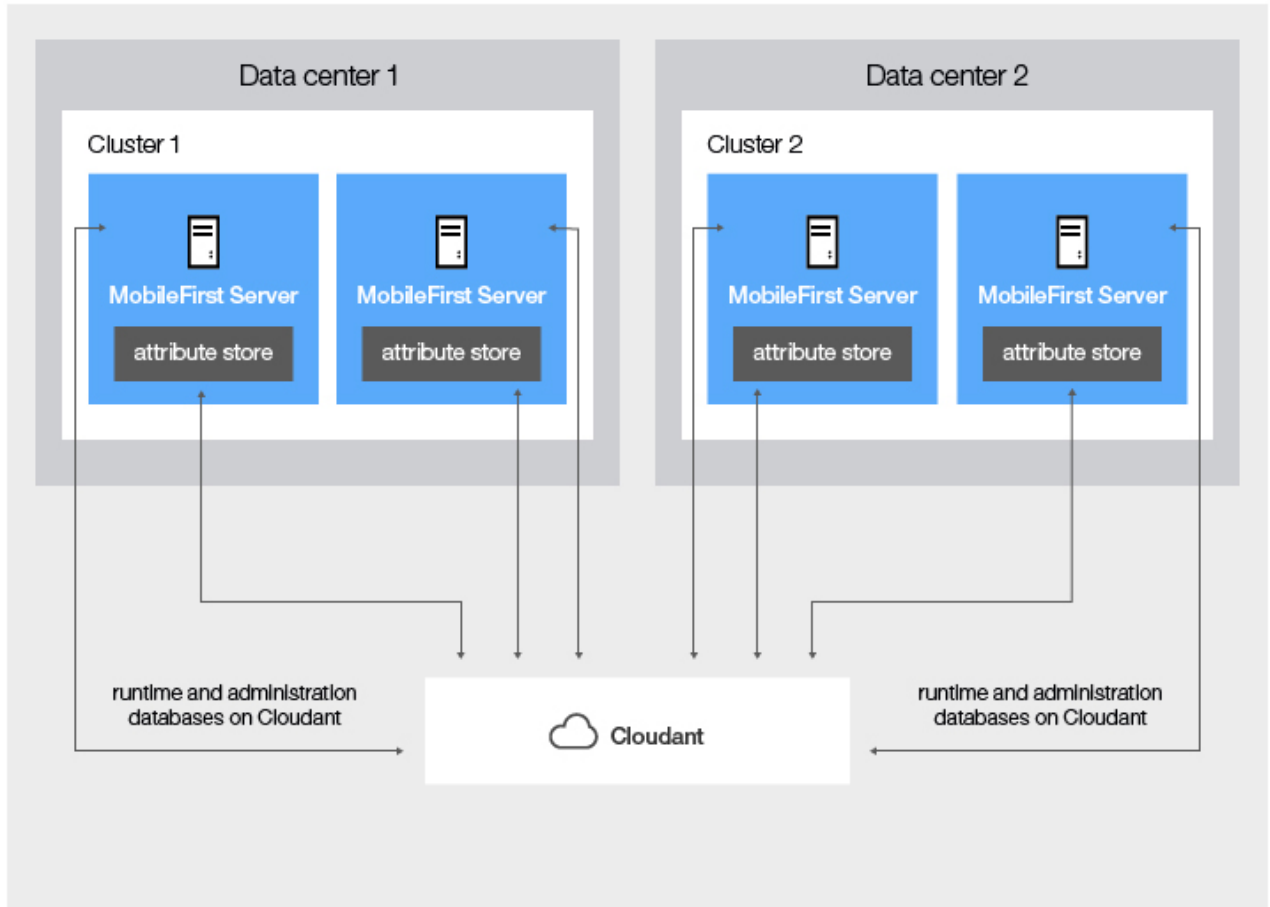 Data center 1
Data center 2
Cluster 1
Cluster 2
MobileFirst Server
MobileFirst Server
MobileFirst Server
MobileFirst Server
attribute store
attribute store
attribute store
attribute store
runtime and administration
databases on Cloudant
runtime and administration
databases on Cloudant
Cloudant